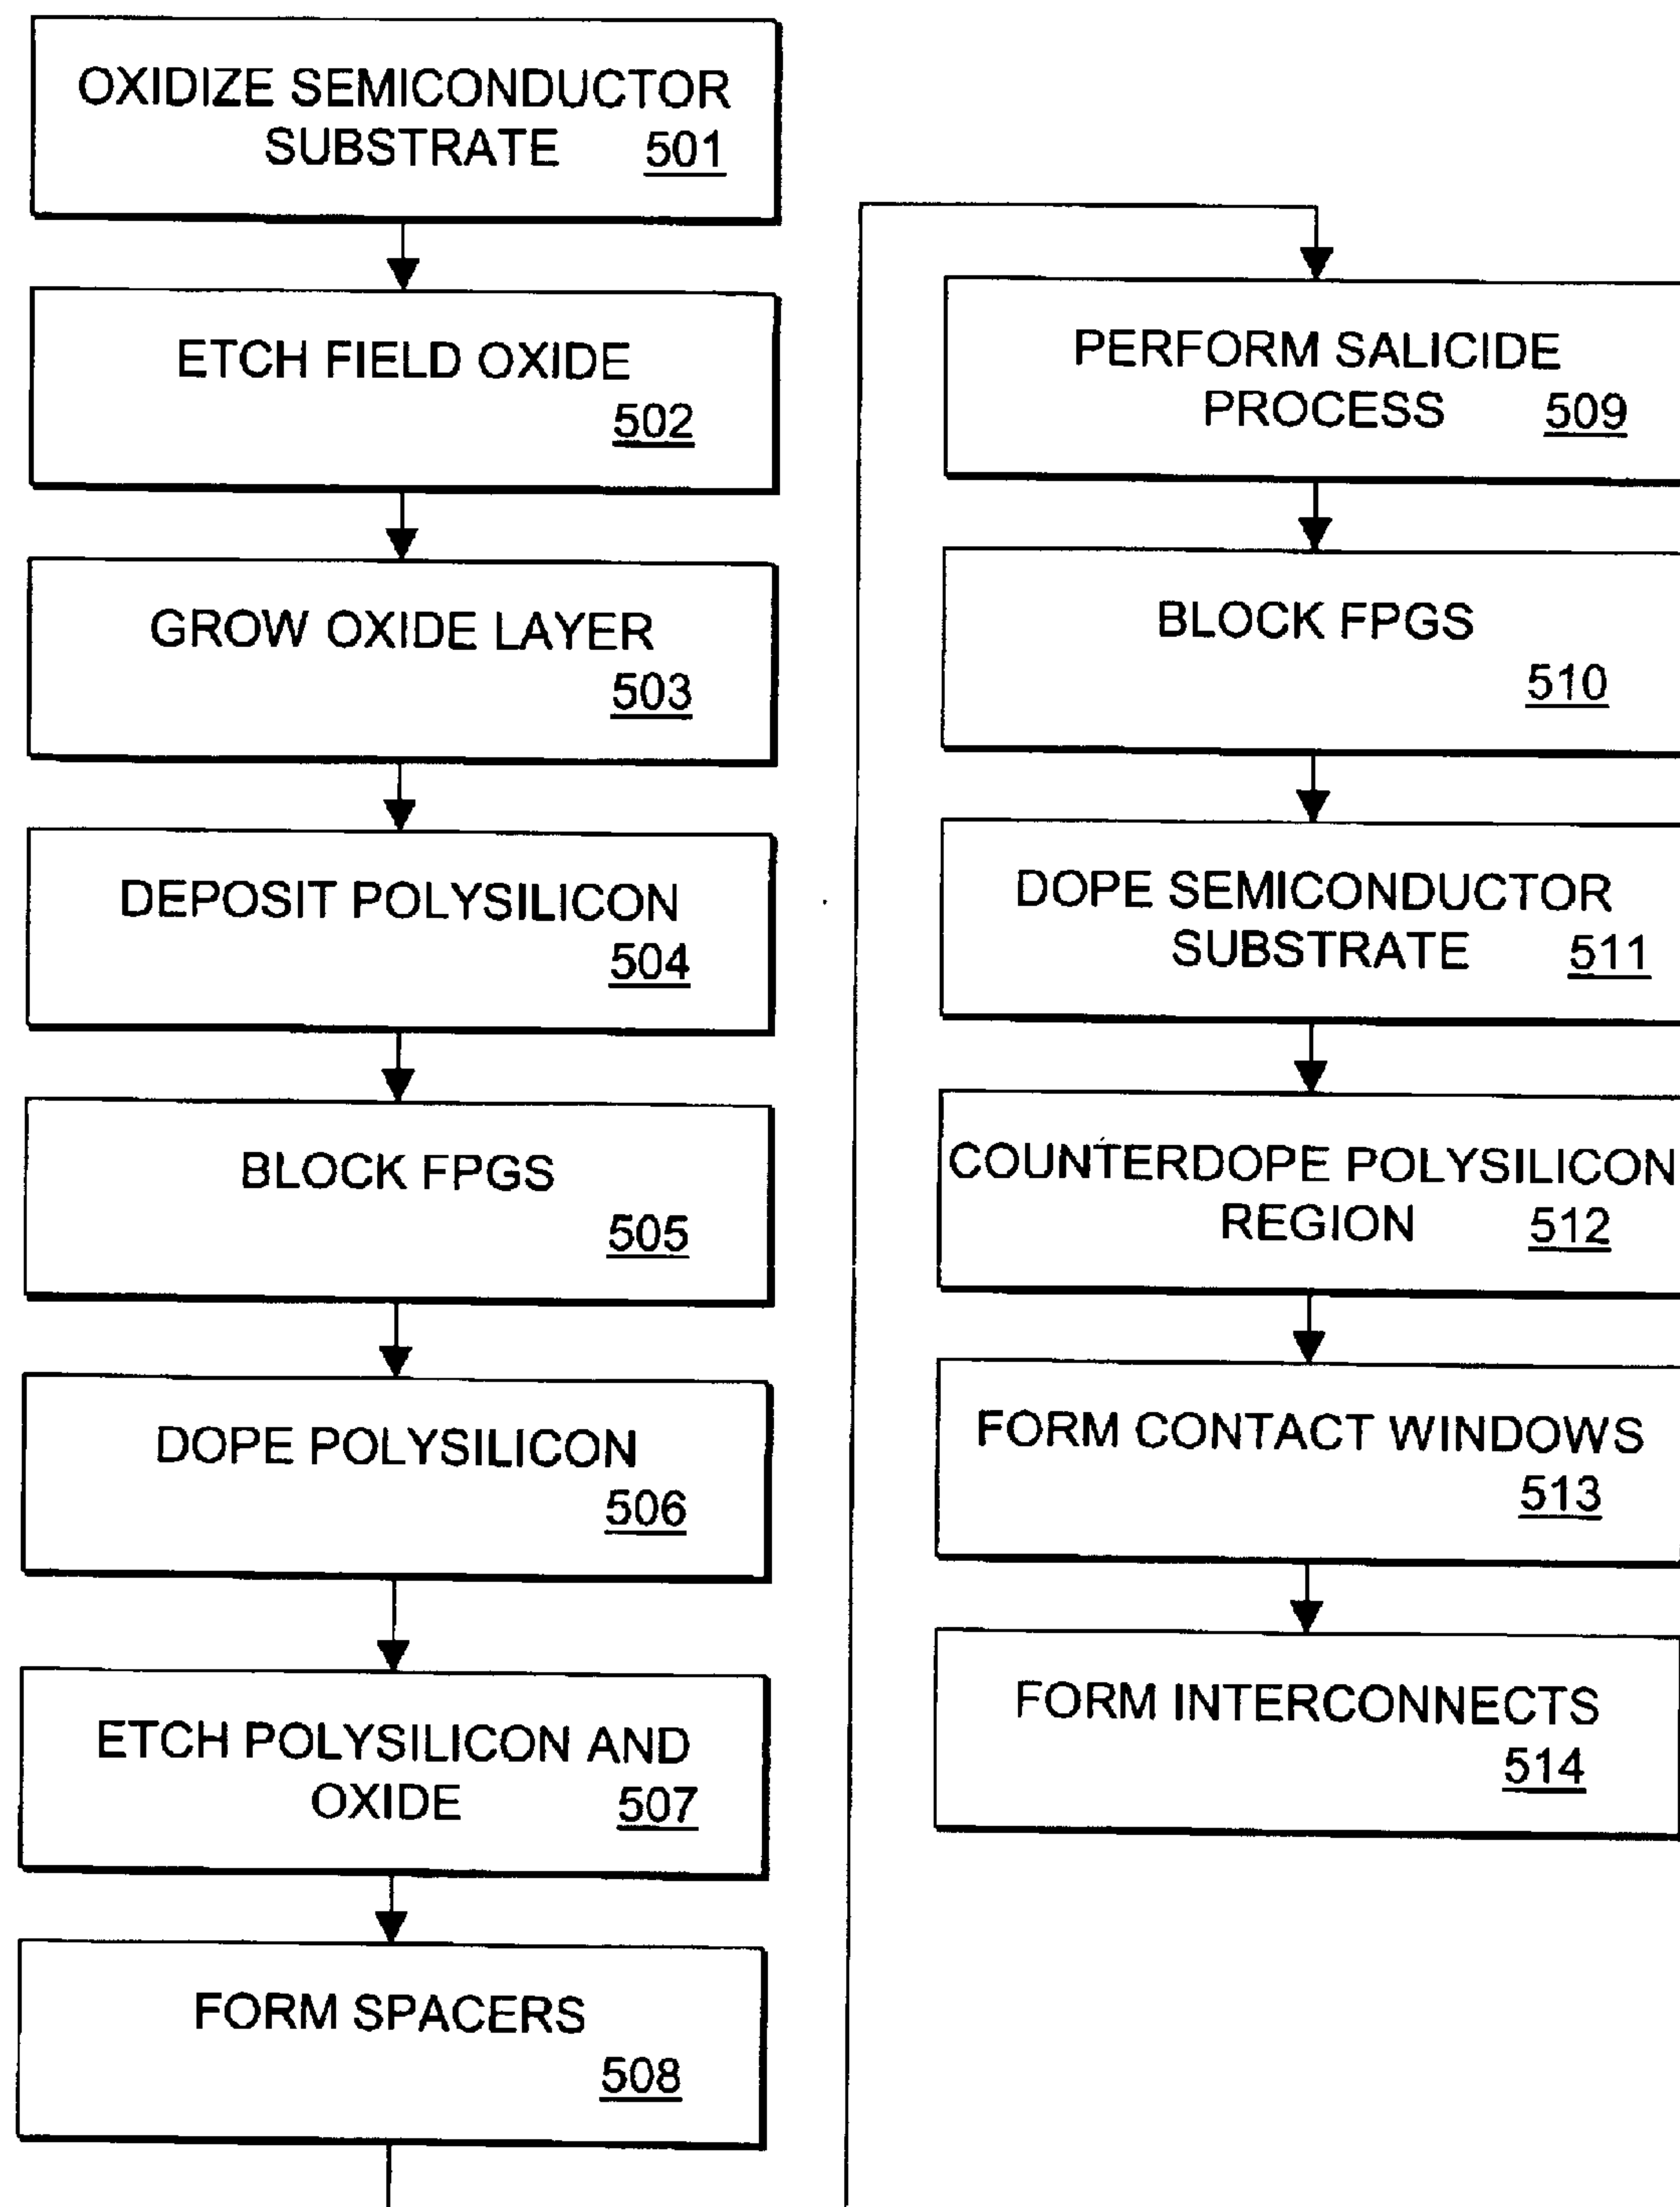 OXIDIZE SEMICONDUCTOR
SUBSTRATE 501
ETCH FIELD OXIDE
502
GROW OXIDE LAYER
503
DEPOSIT POLYSILICON
504
BLOCK FPGS
505
DOPE POLYSILICON
506
ETCH POLYSILICON AND
OXIDE 507
FORM SPACERS
508
PERFORM SALICIDE
PROCESS 509
BLOCK FPGS
510
DOPE SEMICONDUCTOR
SUBSTRATE 511
COUNTERDOPE POLYSILICON
REGION 512
FORM CONTACT WINDOWS
513
FORM INTERCONNECTS
514